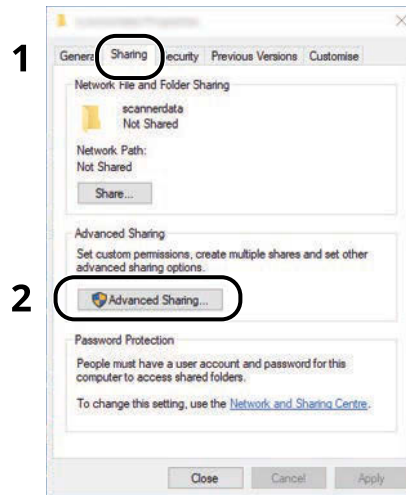 1
General Sharing Security Previous Versions Customise
Network File and Folder Sharing
scannerdata
Not Shared
Network Path:
Not Shared
Share...
Advanced Sharing
Set custom permissions, create multiple shares and set other
advanced sharing options.
2
Advanced Sharing...
Password Protection
People must have a user account and password for this
computer to access shared folders.
To change this setting, use the Network and Sharing Centre.
Close Cancel Apply